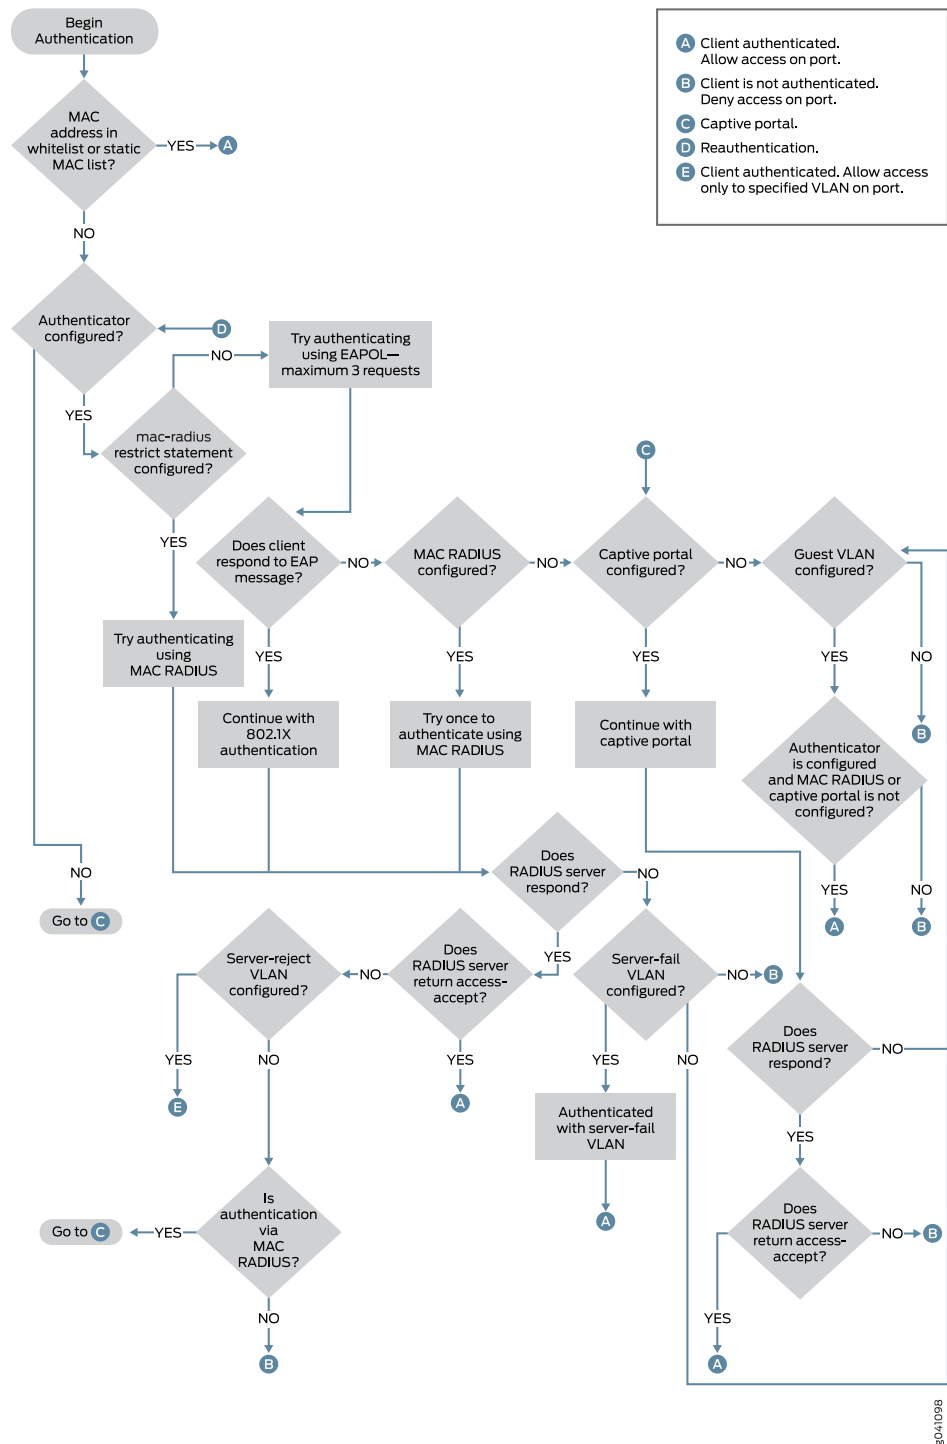 Begin
Authentication
A Client authenticated.
Allow access on port.
B Client is not authenticated.
Deny access on port.
C Captive portal.
D Reauthentication.
E Client authenticated. Allow access
only to specified VLAN on port.
MAC
address in
whitelist or static
MAC list?
YES
A
NO
Authenticator
configured?
D
NO
Try authenticating
using EAPOL—
maximum 3 requests
YES
mac-radius
restrict statement
configured?
C
YES
Does client
respond to EAP
message?
NO
MAC RADIUS
configured?
NO
Captive portal
configured?
NO
Guest VLAN
configured?
Try authenticating
using
MAC RADIUS
YES
YES
YES
YES
NO
Continue with
802.1X
authentication
Try once to
authenticate using
MAC RADIUS
Continue with
captive portal
B
Authenticator
is configured
and MAC RADIUS or
captive portal is not
configured?
Does
RADIUS server
respond?
NO
NO
YES
NO
Go to C
A
B
YES
Server-reject
VLAN
configured?
NO
Does
RADIUS server
return access-
accept?
Server-fail
VLAN
configured?
NO
B
Does
RADIUS server
respond?
NO
YES
NO
YES
YES
NO
E
A
Authenticated
with server-fail
VLAN
YES
Is
authentication
via
MAC
RADIUS?
YES
Go to C
A
Does
RADIUS server
return access-
accept?
NO
B
NO
YES
B
A
g041098